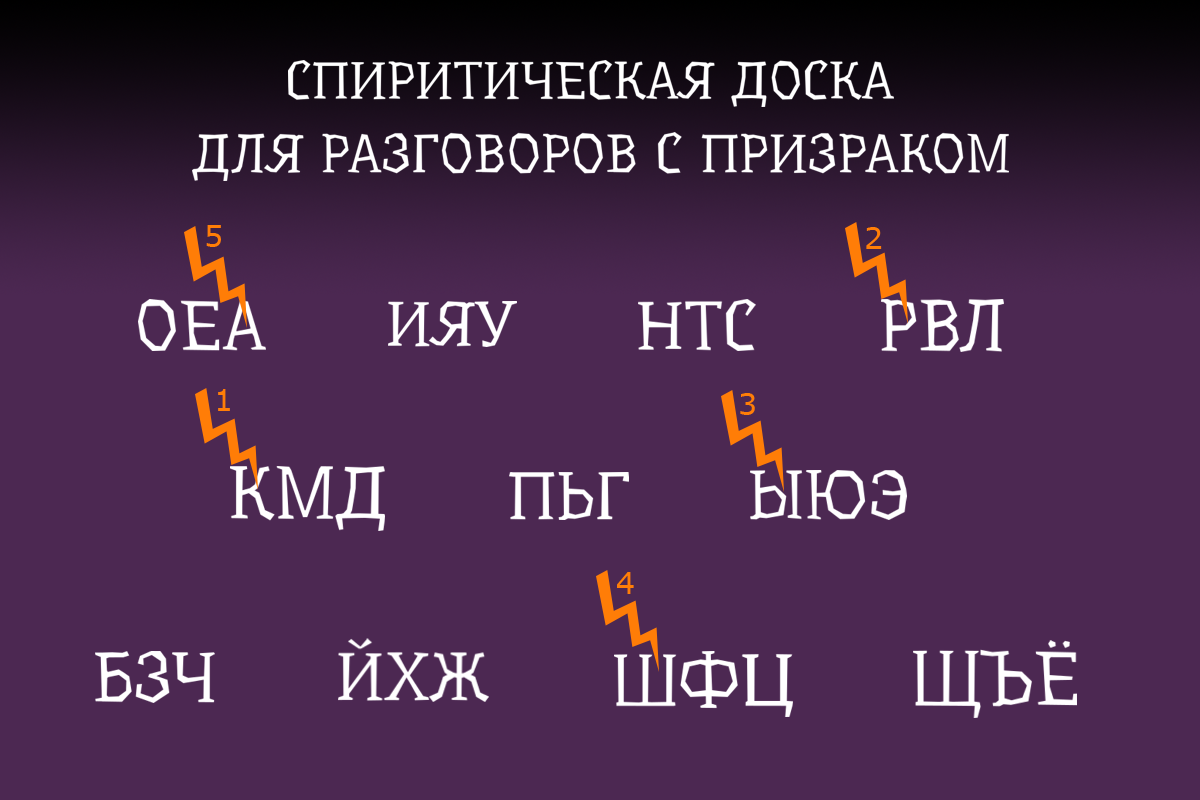 СПИРИТИЧЕСКАЯ ДОСКА
ДЛЯ РАЗГОВОРОВ С ПРИЗРАКОМ
5 2
ОЕА ИЯУ НТС РВЛ
1 3
КМД ПЬГ ЫЮЭ
4
БЗЧ ЙХЖ ШФЦ ЩЪЁ